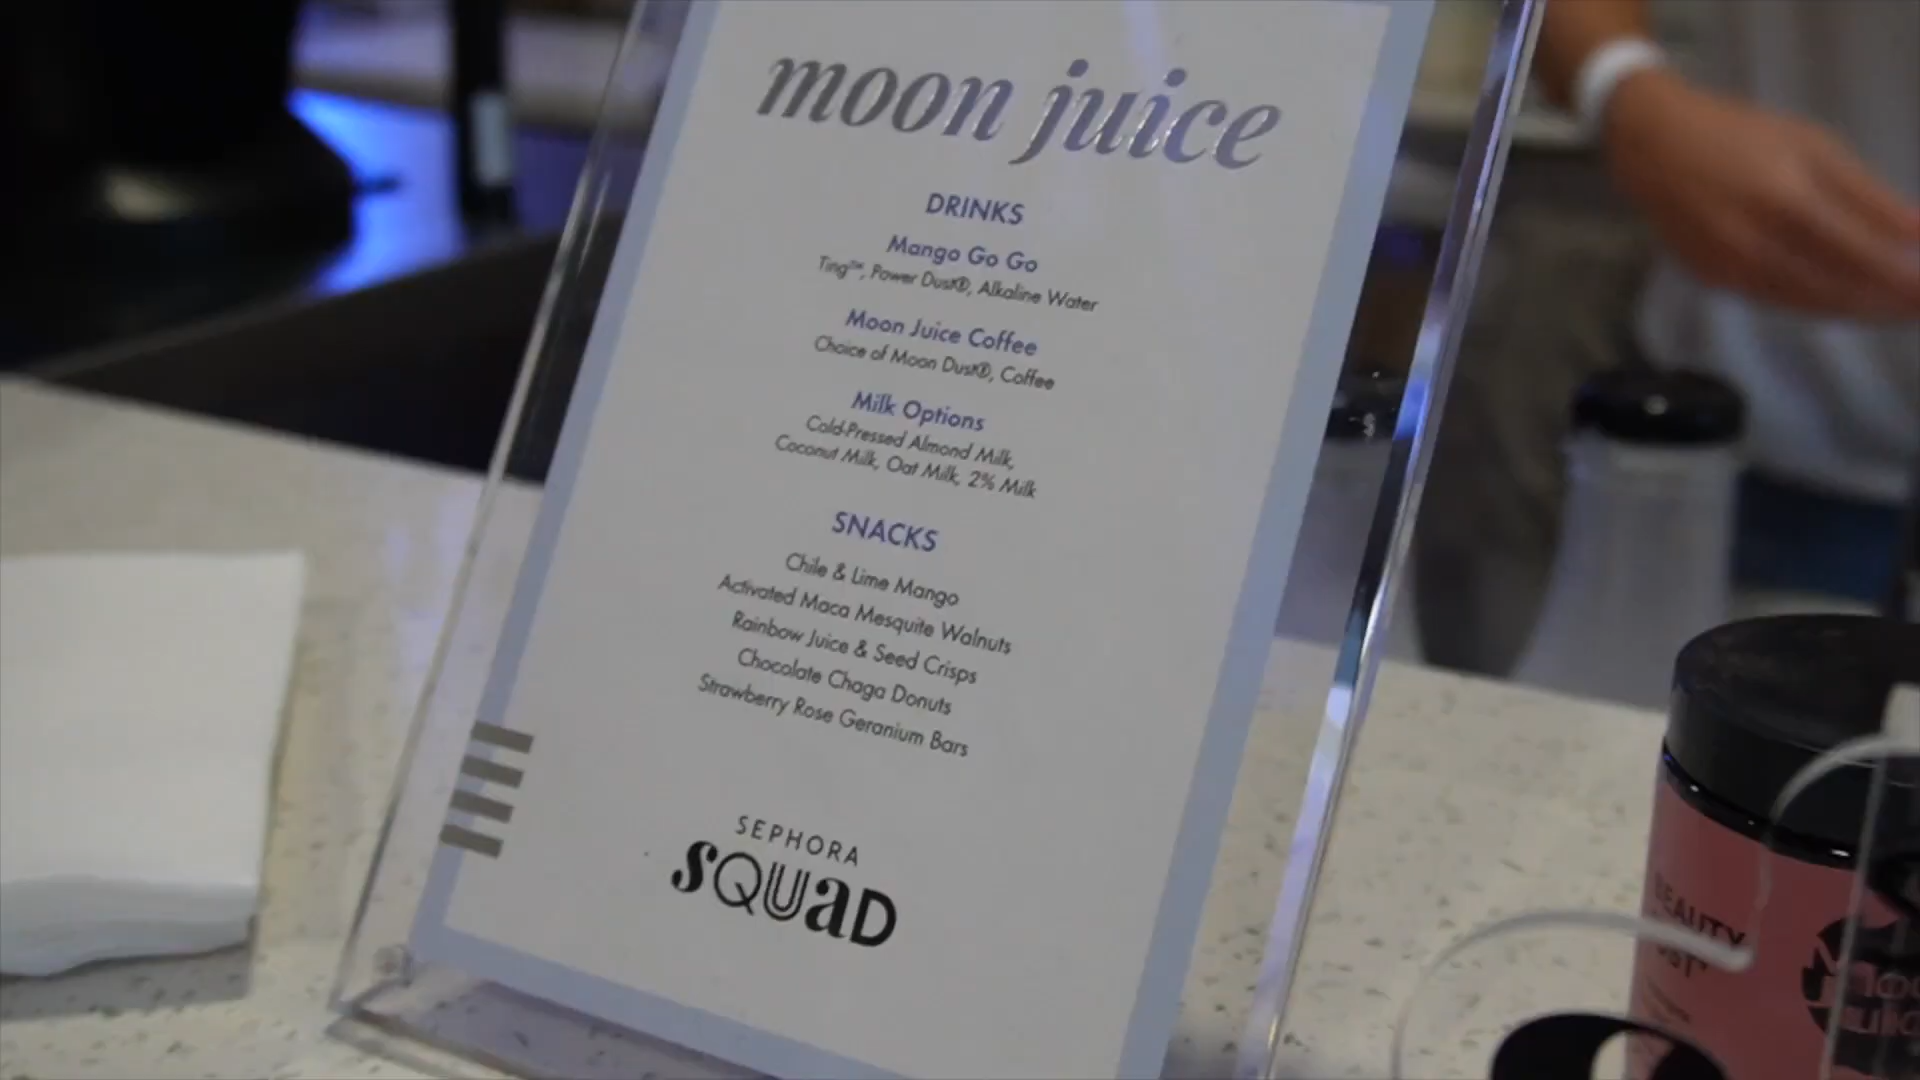 moon juice
DRINKS
Mango Go Go
Ting™, Power Dust®, Alkaline Water
Moon Juice Coffee
Choice of Moon Dust®, Coffee
Milk Options
Cold-Pressed Almond Milk,
Coconut Milk, Oat Milk, 2% Milk
SNACKS
Chile & Lime Mango
Activated Maca Mesquite Walnuts
Rainbow Juice & Seed Crisps
Chocolate Chaga Donuts
Strawberry Rose Geranium Bars
SEPHORA
SQUaD
BEAUTY